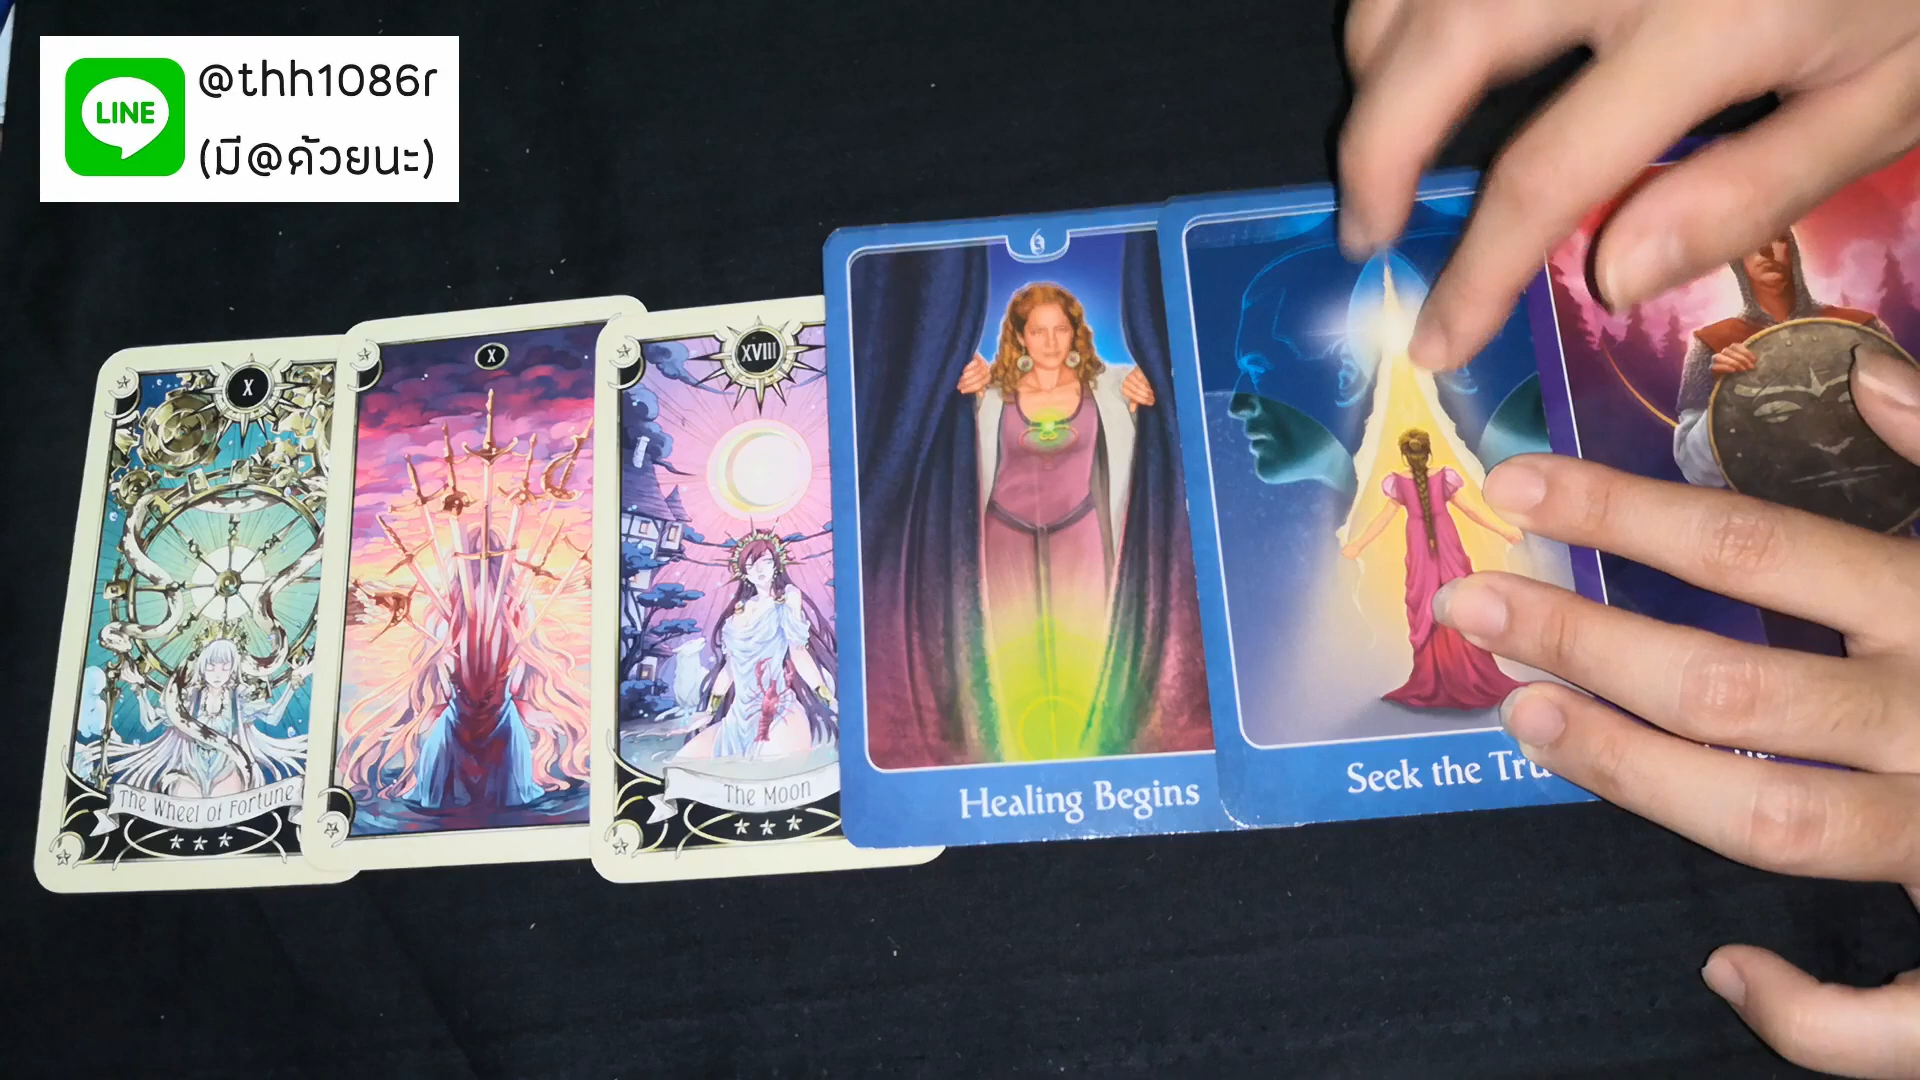 LINE
@thh1086r
(มี@ด้วยนะ)
X
The Wheel of Fortune
X
XVIII
The Moon
6
Healing Begins
Seek the Tru